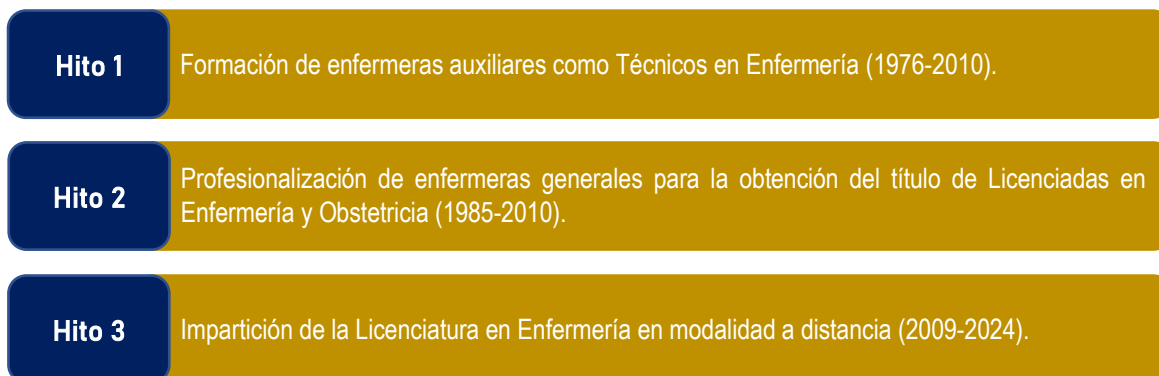 Hito 1
Formación de enfermeras auxiliares como Técnicos en Enfermería (1976-2010).
Hito 2
Profesionalización de enfermeras generales para la obtención del título de Licenciadas en
Enfermería y Obstetricia (1985-2010).
Hito 3
Impartición de la Licenciatura en Enfermería en modalidad a distancia (2009-2024).